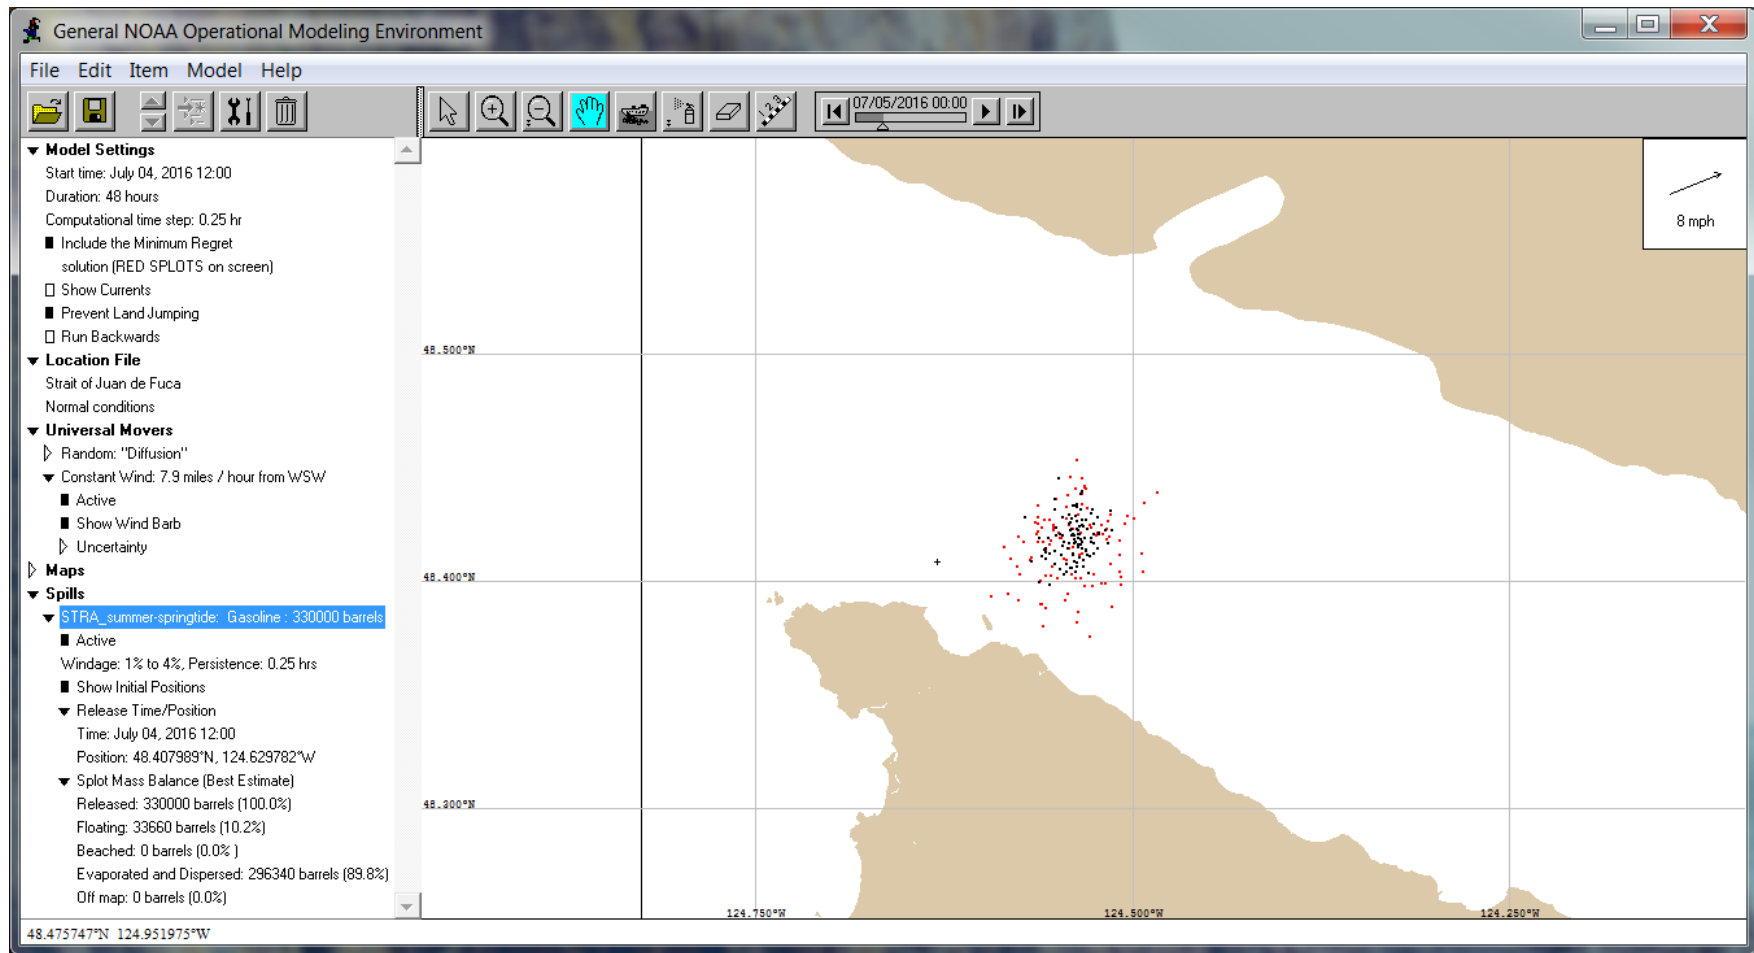 General NOAA Operational Modeling Environment
File Edit Item Model Help
07/05/2016 00:00
Model Settings
Start time: July 04, 2016 12:00
Duration: 48 hours
Computational time step: 0.25 hr
Include the Minimum Regret
solution (RED SPLOTS on screen)
Show Currents
Prevent Land Jumping
Run Backwards
Location File
Strait of Juan de Fuca
Normal conditions
Universal Movers
Random: "Diffusion"
Constant Wind: 7.9 miles / hour from WSW
Active
Show Wind Barb
Uncertainty
Maps
Spills
STRA_summer-springtide: Gasoline : 330000 barrels
Active
Windage: 1% to 4%, Persistence: 0.25 hrs
Show Initial Positions
Release Time/Position
Time: July 04, 2016 12:00
Position: 48.407989°N, 124.629782°W
Splot Mass Balance (Best Estimate)
Released: 330000 barrels (100.0%)
Floating: 33660 barrels (10.2%)
Beached: 0 barrels (0.0% )
Evaporated and Dispersed: 296340 barrels (89.8%)
Off map: 0 barrels (0.0%)
8 mph
48.500°N
48.400°N
48.300°N
124.750°W 124.500°W 124.250°W
48.475747°N 124.951975°W